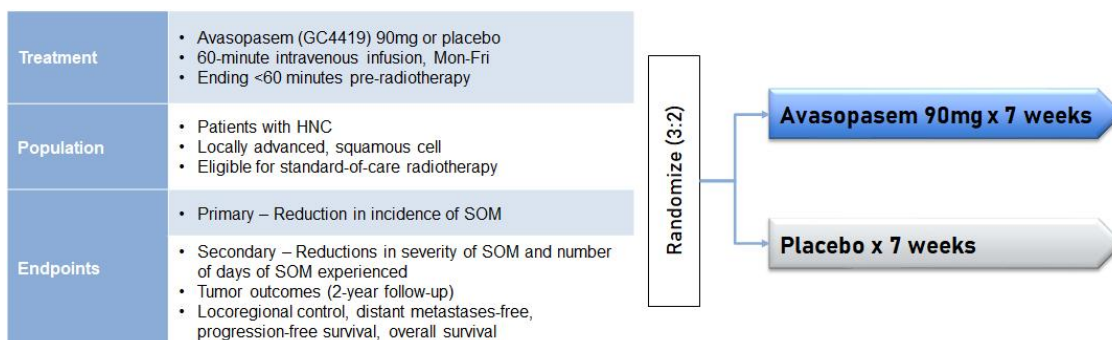 Treatment
• Avasopasem (GC4419) 90mg or placebo
• 60-minute intravenous infusion, Mon-Fri
• Ending <60 minutes pre-radiotherapy
Population
• Patients with HNC
• Locally advanced, squamous cell
• Eligible for standard-of-care radiotherapy
Endpoints
• Primary – Reduction in incidence of SOM
• Secondary – Reductions in severity of SOM and number
of days of SOM experienced
• Tumor outcomes (2-year follow-up)
• Locoregional control, distant metastases-free,
progression-free survival, overall survival
Randomize (3:2)
Avasopasem 90mg x 7 weeks
Placebo x 7 weeks